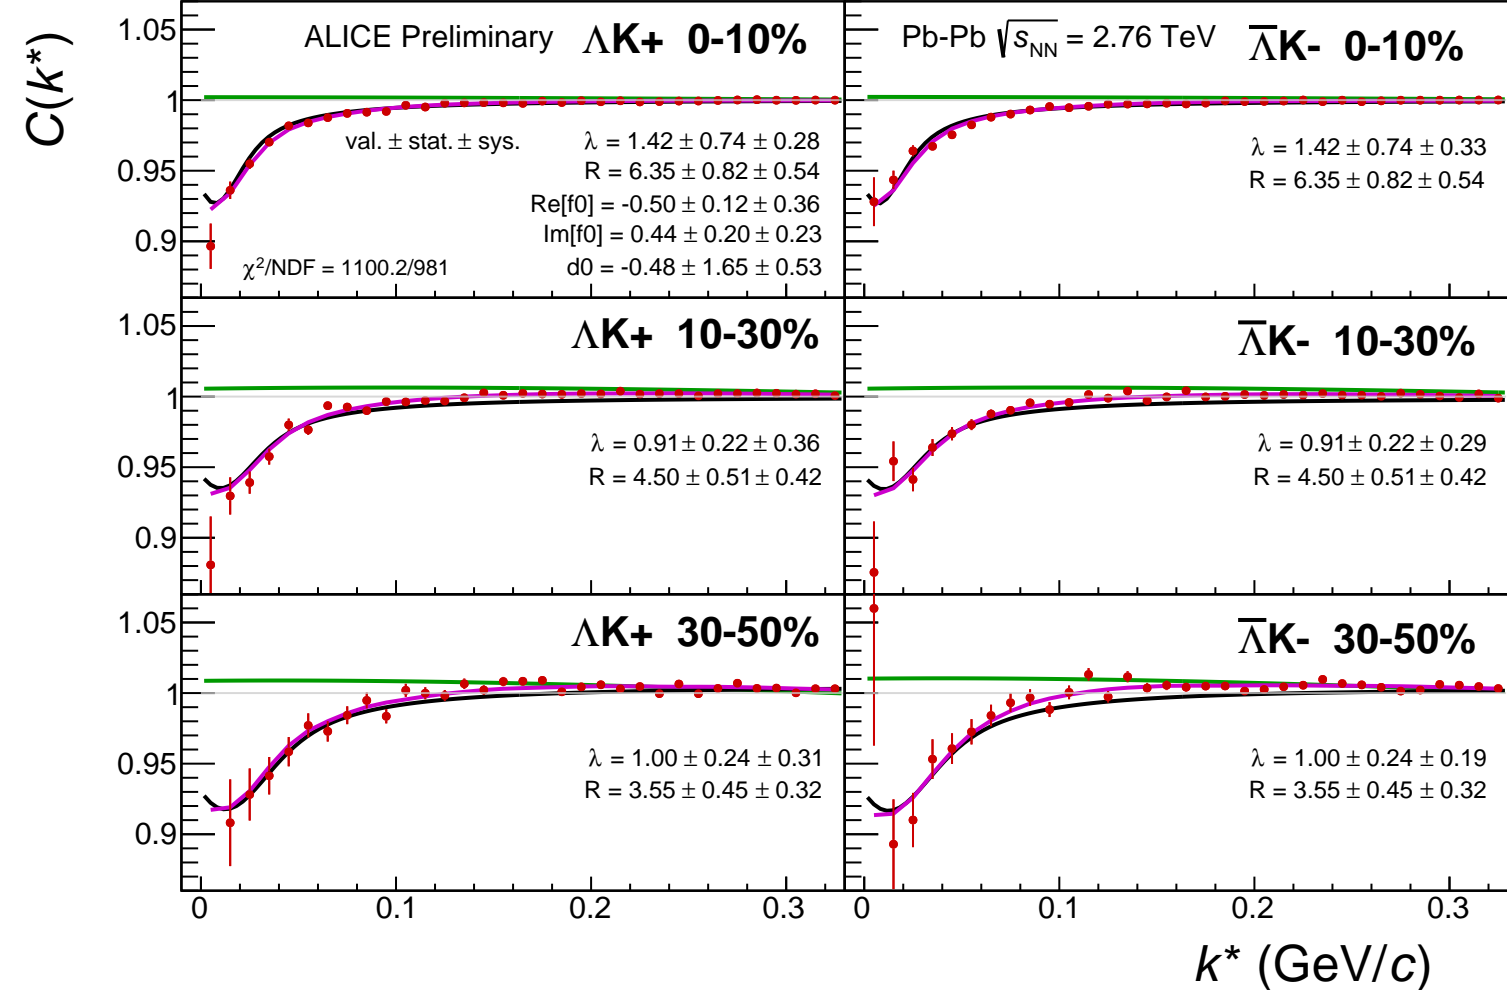 C(k*)
ALICE Preliminary ΛK+ 0-10%
1.05
1
0.95
0.9
val. ± stat. ± sys.
λ = 1.42 ± 0.74 ± 0.28
R = 6.35 ± 0.82 ± 0.54
Re[f0] = -0.50 ± 0.12 ± 0.36
Im[f0] = 0.44 ± 0.20 ± 0.23
d0 = -0.48 ± 1.65 ± 0.53
χ²/NDF = 1100.2/981
Pb-Pb √sNN = 2.76 TeV Λ̅K- 0-10%
λ = 1.42 ± 0.74 ± 0.33
R = 6.35 ± 0.82 ± 0.54
ΛK+ 10-30%
1.05
1
0.95
0.9
λ = 0.91 ± 0.22 ± 0.36
R = 4.50 ± 0.51 ± 0.42
Λ̅K- 10-30%
λ = 0.91 ± 0.22 ± 0.29
R = 4.50 ± 0.51 ± 0.42
ΛK+ 30-50%
1.05
1
0.95
0.9
λ = 1.00 ± 0.24 ± 0.31
R = 3.55 ± 0.45 ± 0.32
Λ̅K- 30-50%
λ = 1.00 ± 0.24 ± 0.19
R = 3.55 ± 0.45 ± 0.32
0 0.1 0.2 0.3
0 0.1 0.2 0.3
k* (GeV/c)